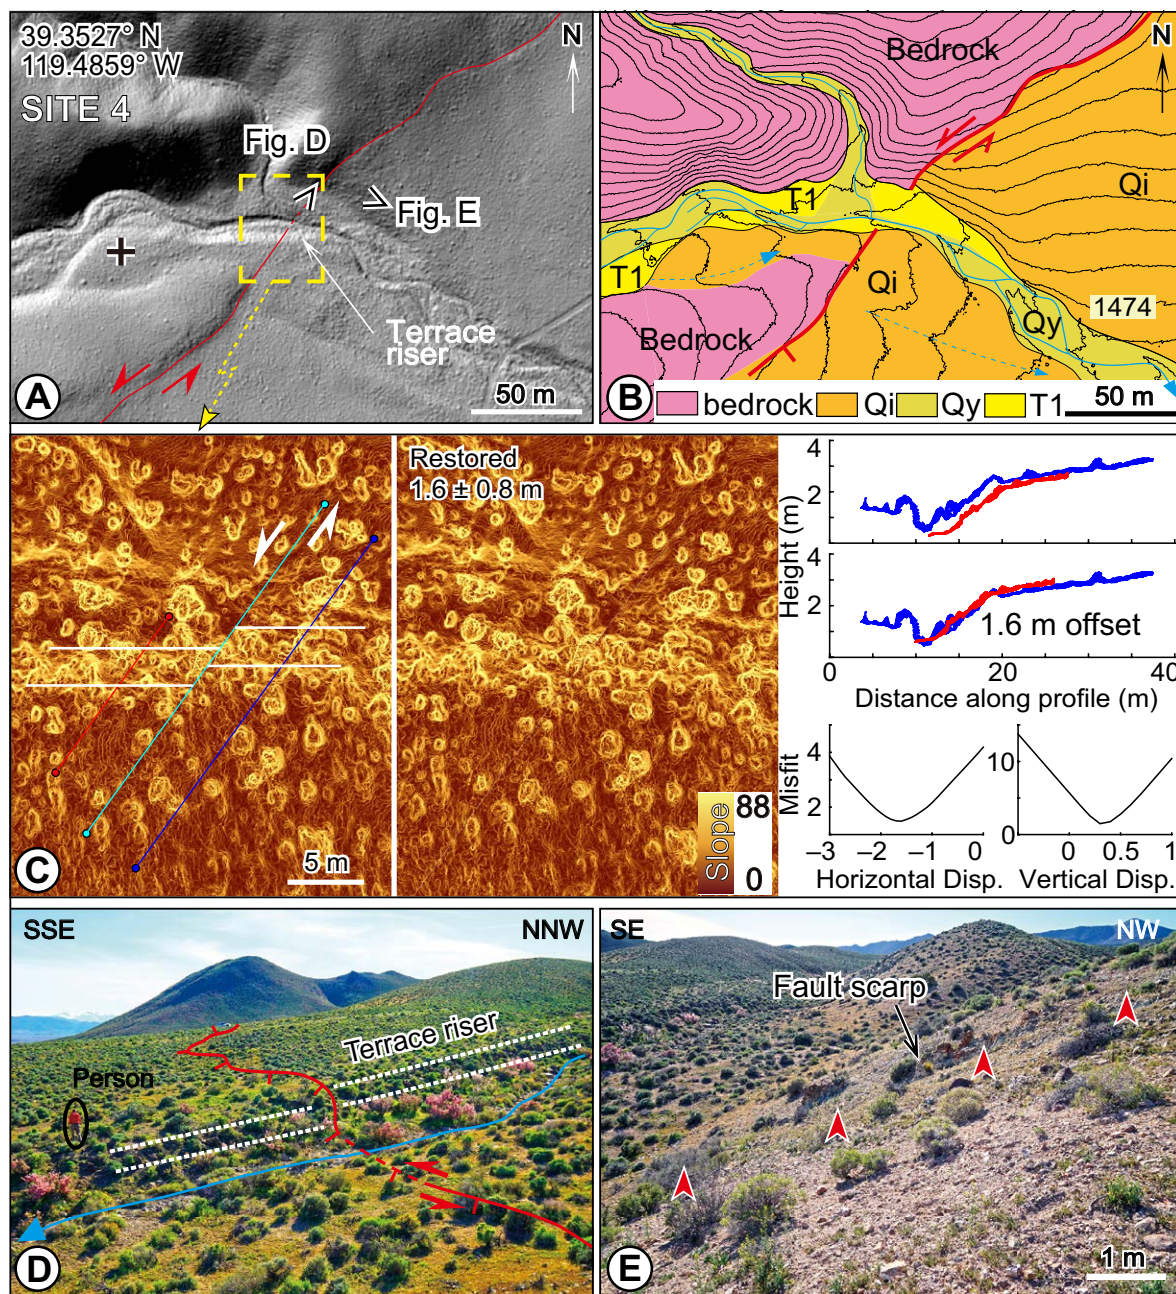 39.3527° N
119.4859° W
SITE 4
N
Fig. D
Fig. E
Terrace
riser
A
50 m
Bedrock
N
Qi
T1
T1
Qi
Bedrock
1474
Qy
B
bedrock
Qi
Qy
T1
50 m
C
5 m
Restored
1.6 ± 0.8 m
Slope
88
0
4
2
4
2
Height (m)
1.6 m offset
0
20
40
Distance along profile (m)
Misfit
4
2
–3
–2
–1
0
Horizontal Disp.
10
0
0
0.5
1
Vertical Disp.
SSE
NNW
Terrace riser
Person
D
SE
NW
Fault scarp
E
1 m